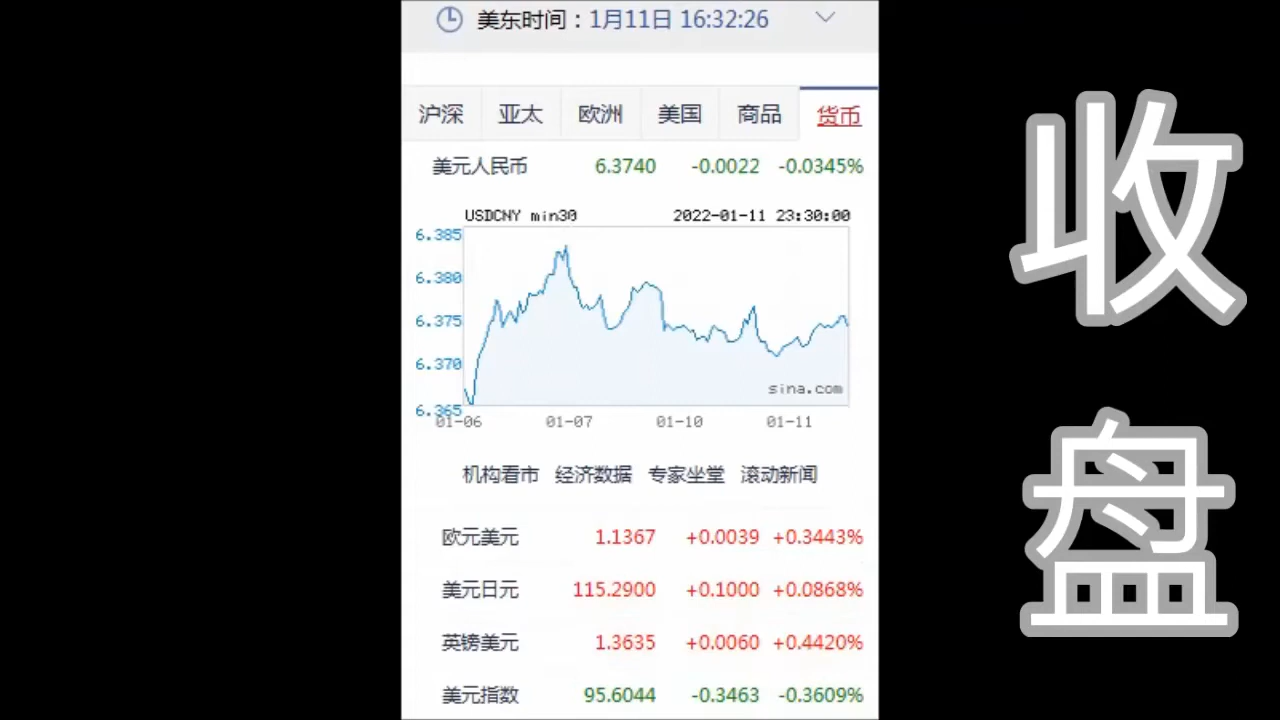 美东时间：1月11日 16:32:26
沪深 亚太 欧洲 美国 商品 货币
美元人民币 6.3740 -0.0022 -0.0345%
USDCNY min30 2022-01-11 23:30:00
6.385
6.380
6.375
6.370
6.365
sina.com
01-06 01-07 01-10 01-11
机构看市 经济数据 专家坐堂 滚动新闻
欧元美元 1.1367 +0.0039 +0.3443%
美元日元 115.2900 +0.1000 +0.0868%
英镑美元 1.3635 +0.0060 +0.4420%
美元指数 95.6044 -0.3463 -0.3609%
收
盘